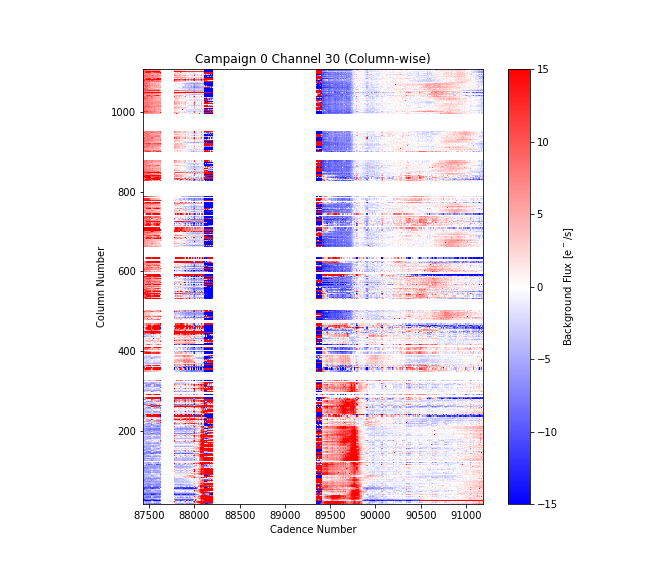 Campaign 0 Channel 30 (Column-wise)
1000
800
600
400
200
Column Number
87500 88000 88500 89000 89500 90000 90500 91000
Cadence Number
15
10
5
0
−5
−10
−15
Background Flux [e⁻/s]